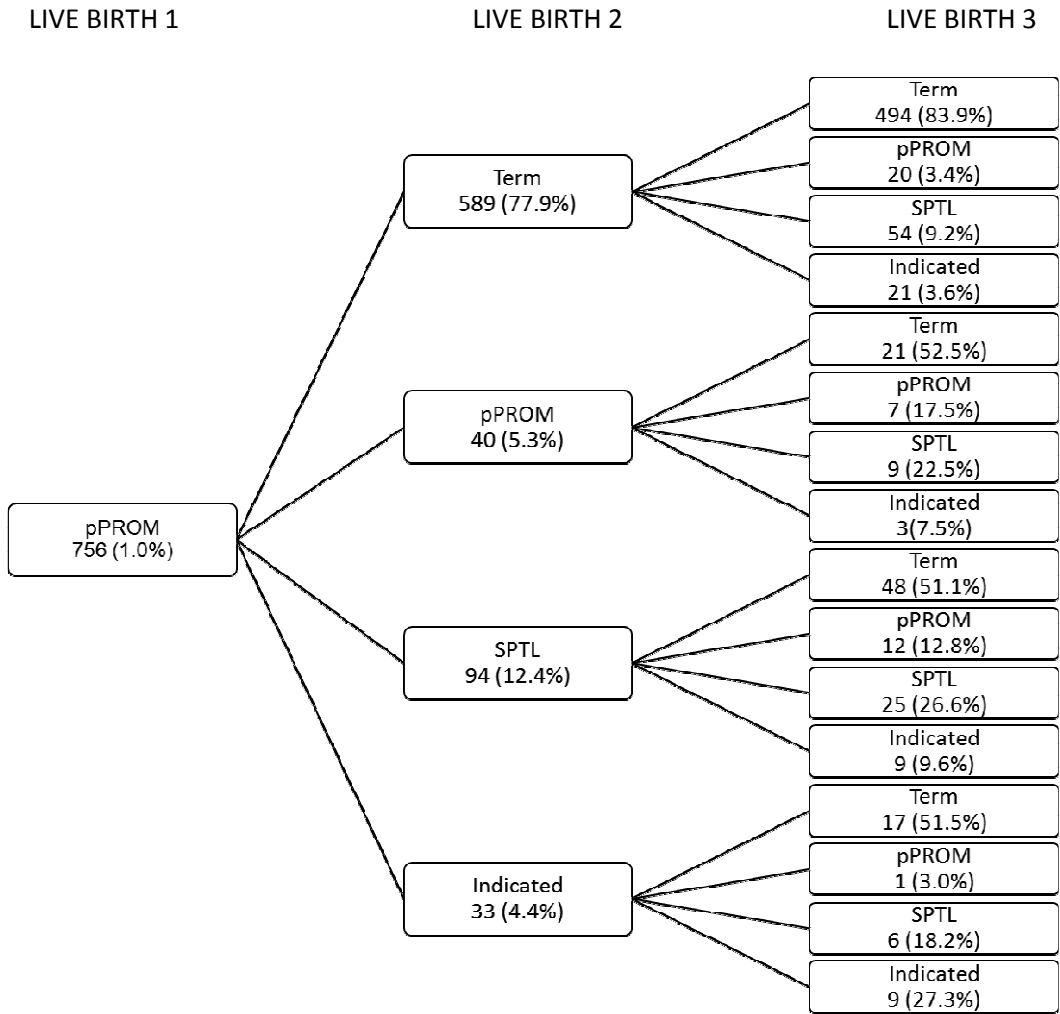 LIVE BIRTH 1
LIVE BIRTH 2
LIVE BIRTH 3
pPROM
756 (1.0%)
Term
589 (77.9%)
pPROM
40 (5.3%)
SPTL
94 (12.4%)
Indicated
33 (4.4%)
Term
494 (83.9%)
pPROM
20 (3.4%)
SPTL
54 (9.2%)
Indicated
21 (3.6%)
Term
21 (52.5%)
pPROM
7 (17.5%)
SPTL
9 (22.5%)
Indicated
3(7.5%)
Term
48 (51.1%)
pPROM
12 (12.8%)
SPTL
25 (26.6%)
Indicated
9 (9.6%)
Term
17 (51.5%)
pPROM
1 (3.0%)
SPTL
6 (18.2%)
Indicated
9 (27.3%)